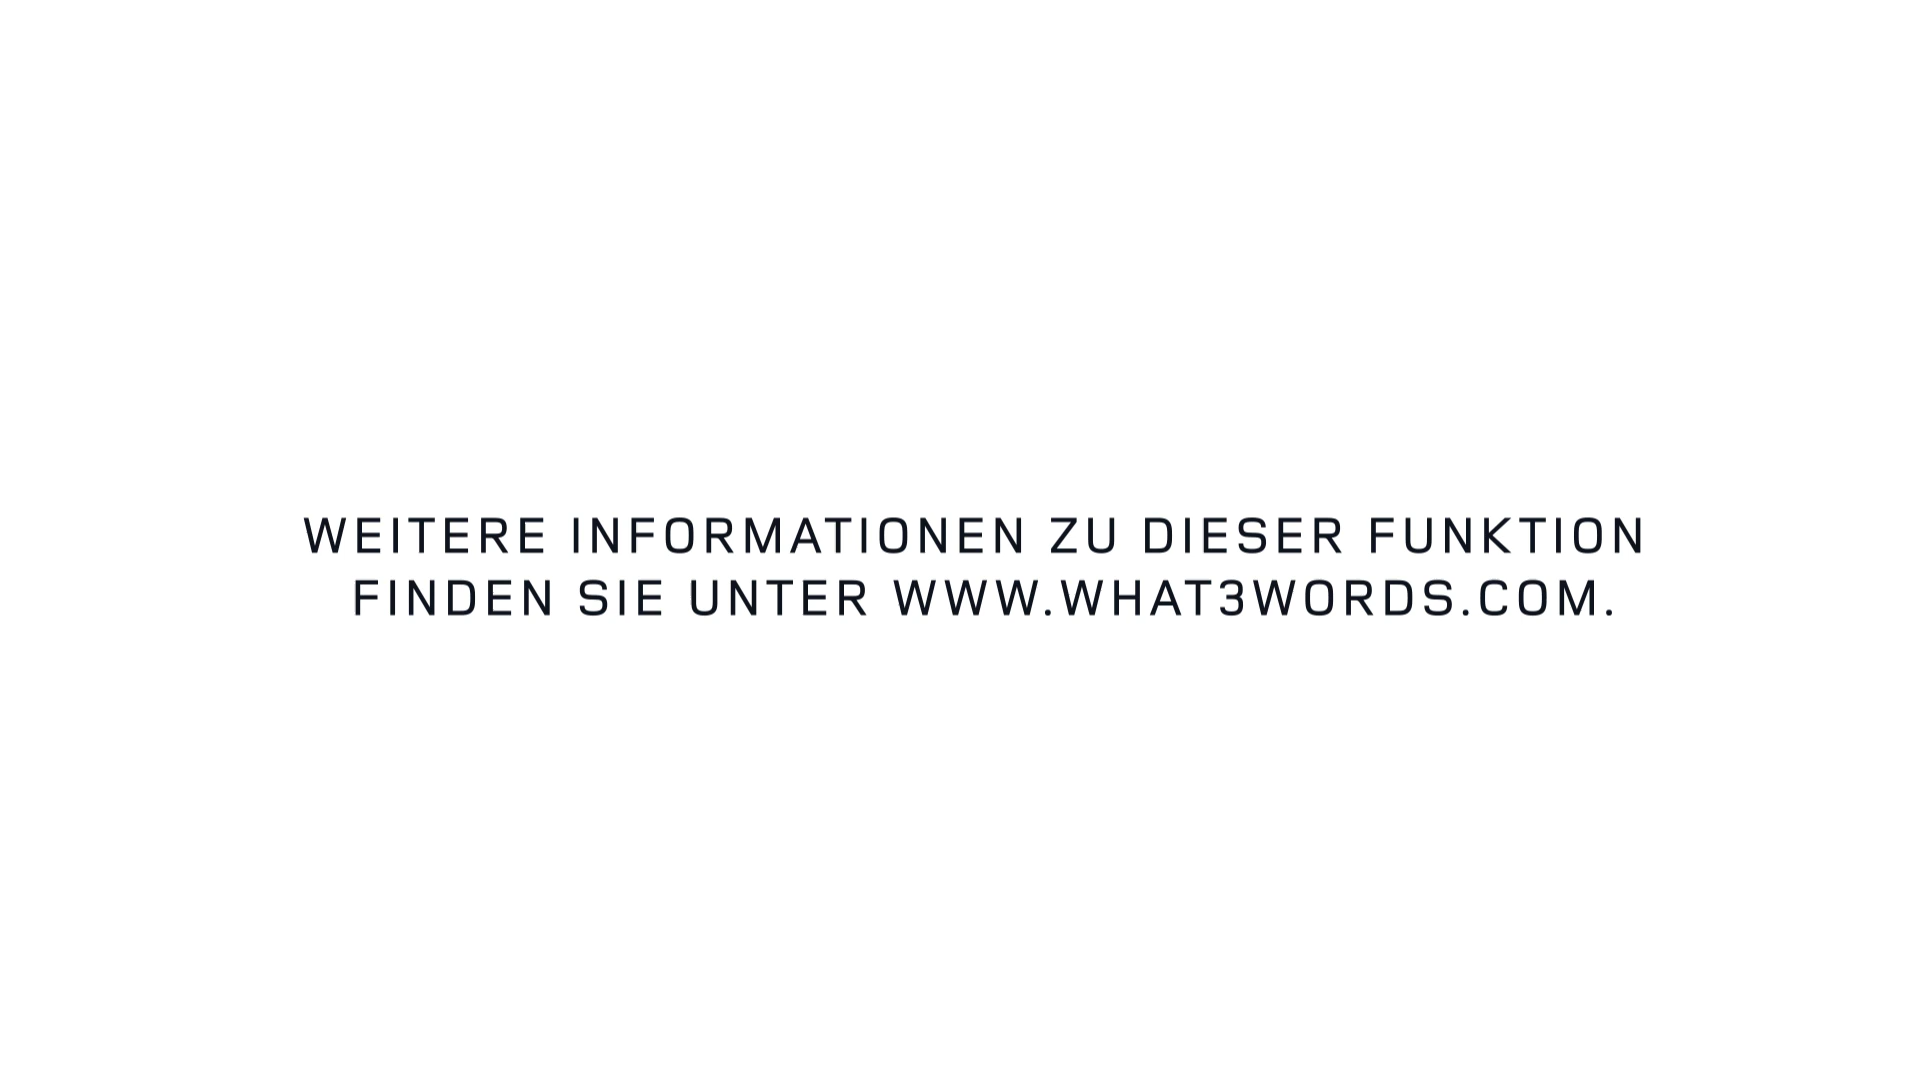 WEITERE INFORMATIONEN ZU DIESER FUNKTION
FINDEN SIE UNTER WWW.WHAT3WORDS.COM.